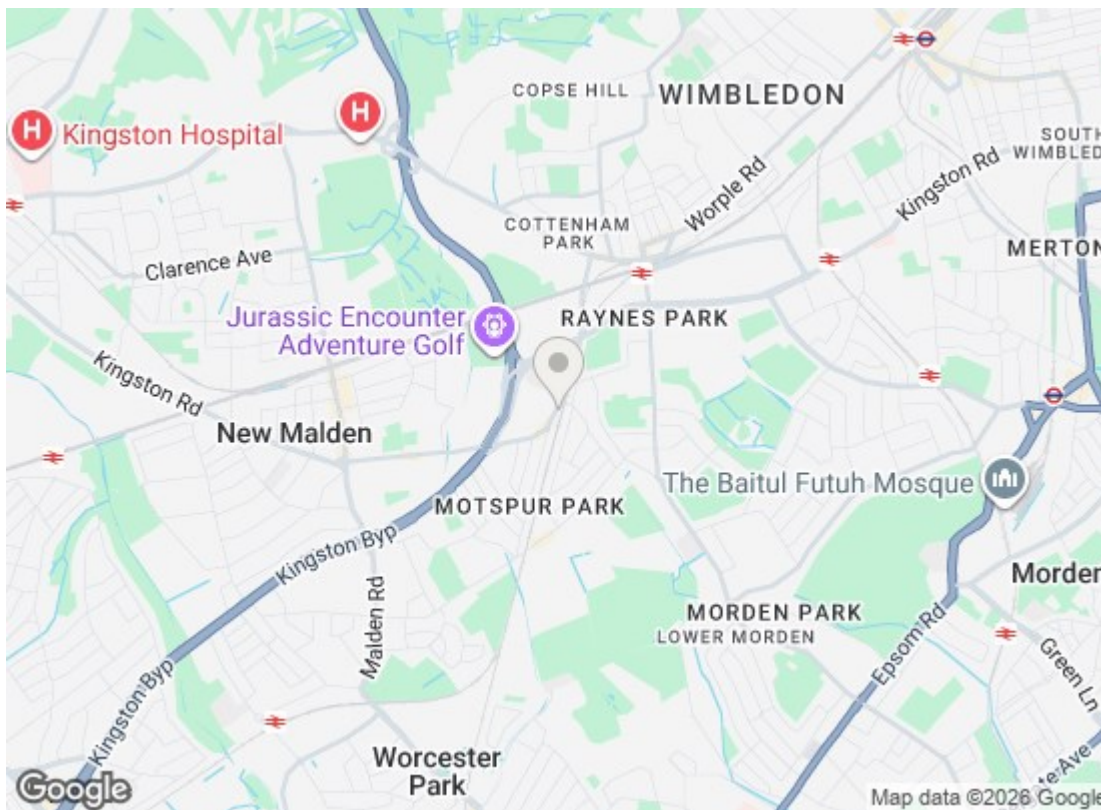 COPSE HILL
WIMBLEDON
H
H
Kingston Hospital
SOUTH
WIMBLED
Kingston Rd
Worple Rd
COTTENHAM
PARK
Clarence Ave
MERTON
Jurassic Encounter
Adventure Golf
RAYNES PARK
Kingston Rd
New Malden
The Baitul Futuh Mosque
MOTSPUR PARK
Kingston Byp
Malden Rd
Morden
MORDEN PARK
LOWER MORDEN
Epsom Rd
Green Ln
Kingston Byp
Worcester
Park
te Ave
Google
Map data ©2026 Google